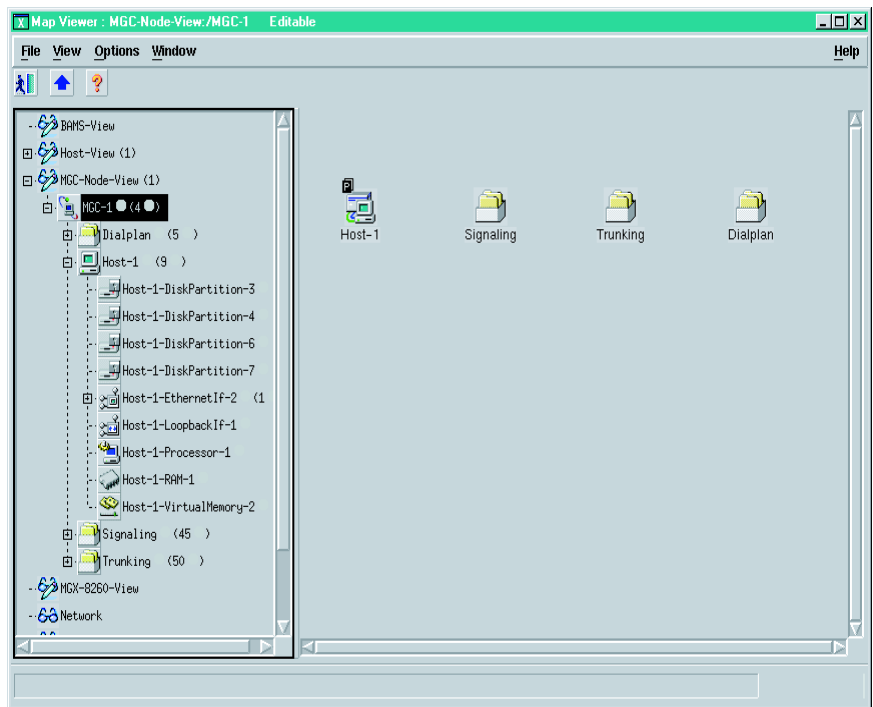 X Map Viewer : MGC-Node-View:/MGC-1 Editable
File View Options Window Help
?
BAMS-View
Host-View (1)
MGC-Node-View (1)
MGC-1 (4 )
Dialplan (5 )
Host-1 (9 )
Host-1-DiskPartition-3
Host-1-DiskPartition-4
Host-1-DiskPartition-6
Host-1-DiskPartition-7
Host-1-EthernetIf-2 (1
Host-1-LoopbackIf-1
Host-1-Processor-1
Host-1-RAM-1
Host-1-VirtualMemory-2
Signaling (45 )
Trunking (50 )
MGX-8260-View
Network
P
Host-1 Signaling Trunking Dialplan